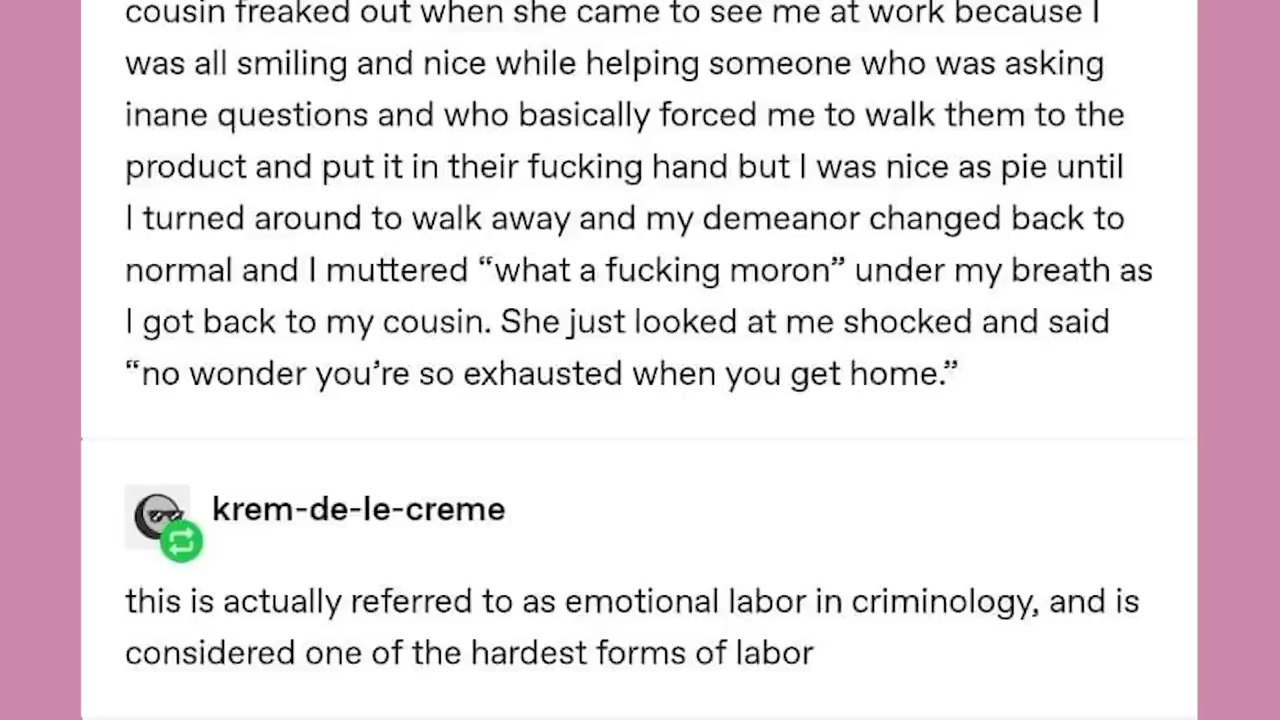 cousin freaked out when she came to see me at work because I
was all smiling and nice while helping someone who was asking
inane questions and who basically forced me to walk them to the
product and put it in their fucking hand but I was nice as pie until
I turned around to walk away and my demeanor changed back to
normal and I muttered “what a fucking moron” under my breath as
I got back to my cousin. She just looked at me shocked and said
“no wonder you’re so exhausted when you get home.”
krem-de-le-creme
this is actually referred to as emotional labor in criminology, and is
considered one of the hardest forms of labor